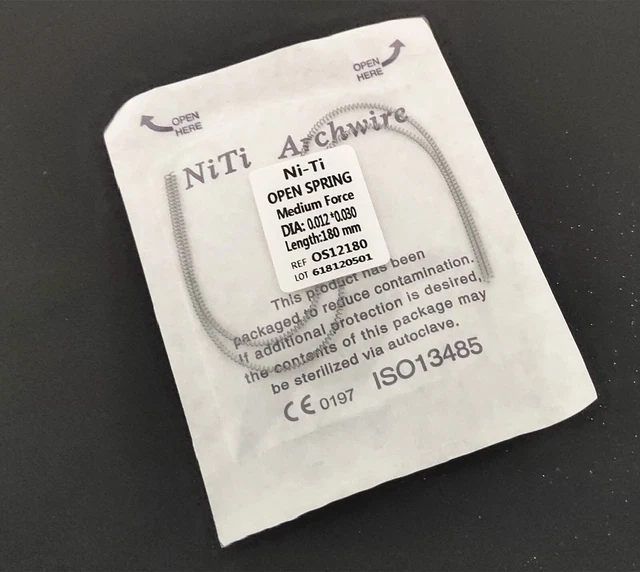 OPEN
HERE
OPEN
HERE
NiTi Archwire
Ni-Ti
OPEN SPRING
Medium Force
DIA: 0.012*0.030
Length:180 mm
REF OS12180
LOT 618120501
This product has been
packaged to reduce contamination.
If additional protection is desired,
the contents of this package may
be sterilized via autoclave.
CE 0197 ISO13485